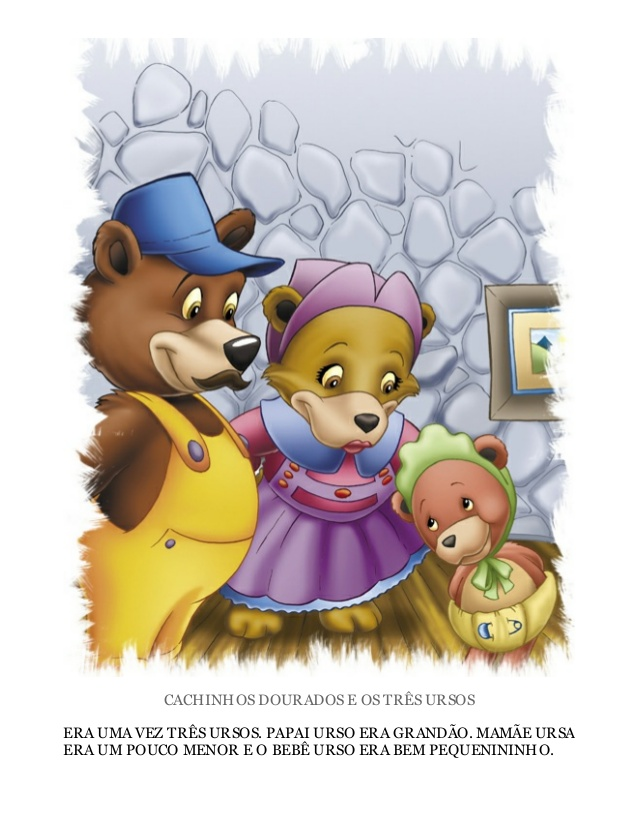 CACHINHOS DOURADOS E OS TRÊS URSOS
ERA UMA VEZ TRÊS URSOS. PAPAI URSO ERA GRANDÃO. MAMÃE URSA
ERA UM POUCO MENOR E O BEBÊ URSO ERA BEM PEQUENININHO.